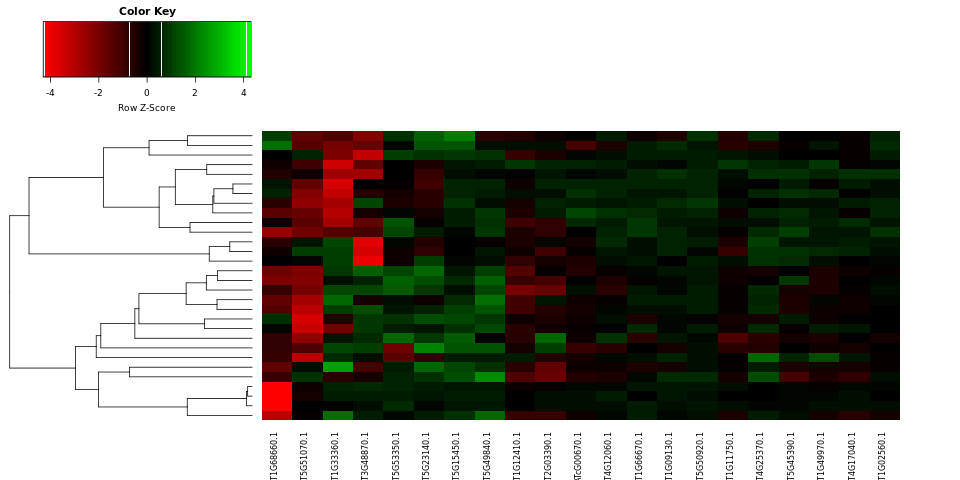 Color Key
-4 -2 0 2 4
Row Z-Score
T1G68660.1
T5G51070.1
T1G33360.1
T3G48870.1
T5G53350.1
T5G23140.1
T5G15450.1
T5G49840.1
T1G12410.1
T2G03390.1
TcG00670.1
T4G12060.1
T1G66670.1
T1G09130.1
T5G50920.1
T1G11750.1
T4G25370.1
T5G45390.1
T1G49970.1
T4G17040.1
T1G02560.1